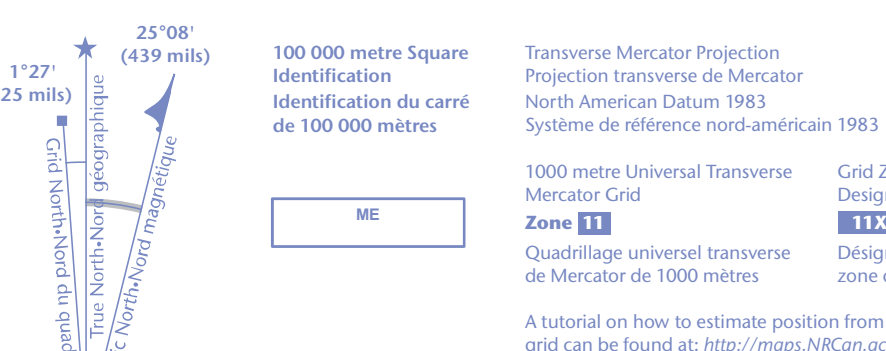 25°08'
(439 mils)
1°27'
25 mils)
Grid North•Nord du quad
True North•Nord géographique
c North•Nord magnétique
100 000 metre Square
Identification
Identification du carré
de 100 000 mètres
ME
Transverse Mercator Projection
Projection transverse de Mercator
North American Datum 1983
Système de référence nord-américain 1983
1000 metre Universal Transverse
Mercator Grid
Zone 11
Quadrillage universel transverse
de Mercator de 1000 mètres
Grid Z
Desig
11X
Désig
zone
A tutorial on how to estimate position from
grid can be found at: http://maps.NRCan.gc